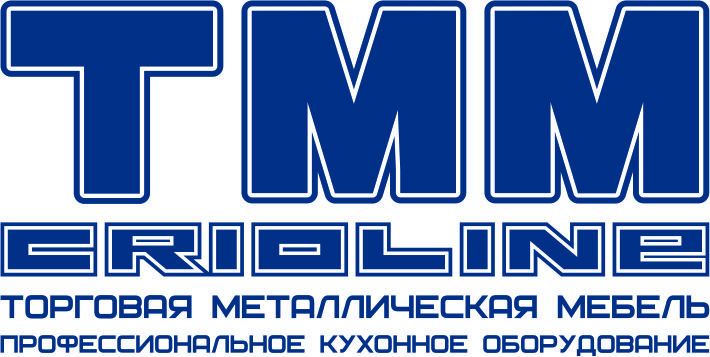 ТММ
CRIOLINE
ТОРГОВАЯ МЕТАЛЛИЧЕСКАЯ МЕБЕЛЬ
ПРОФЕССИОНАЛЬНОЕ КУХОННОЕ ОБОРУДОВАНИЕ